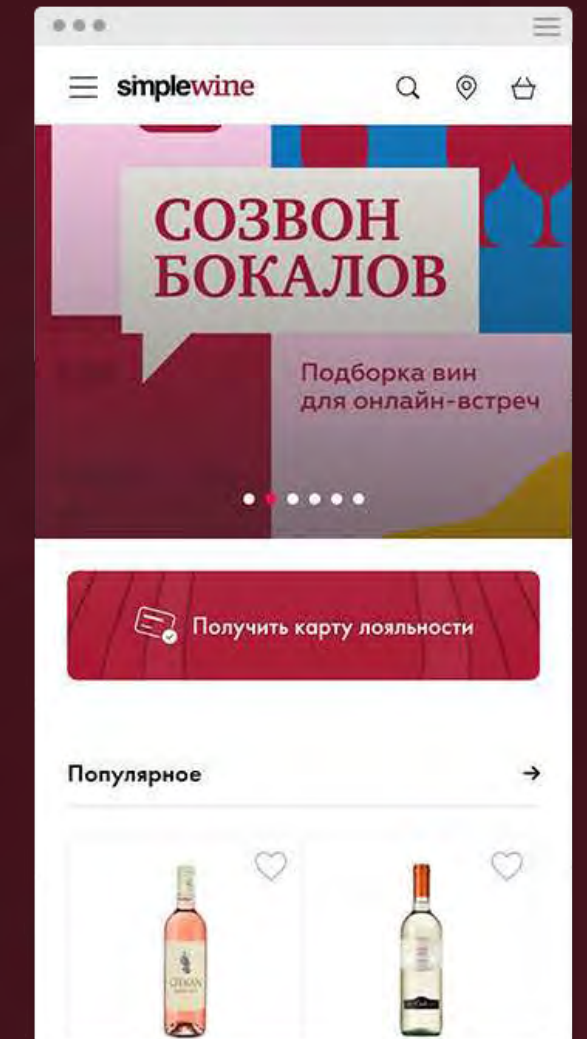 simplewine
СОЗВОН
БОКАЛОВ
Подборка вин
для онлайн-встреч
Получить карту лояльности
Популярное